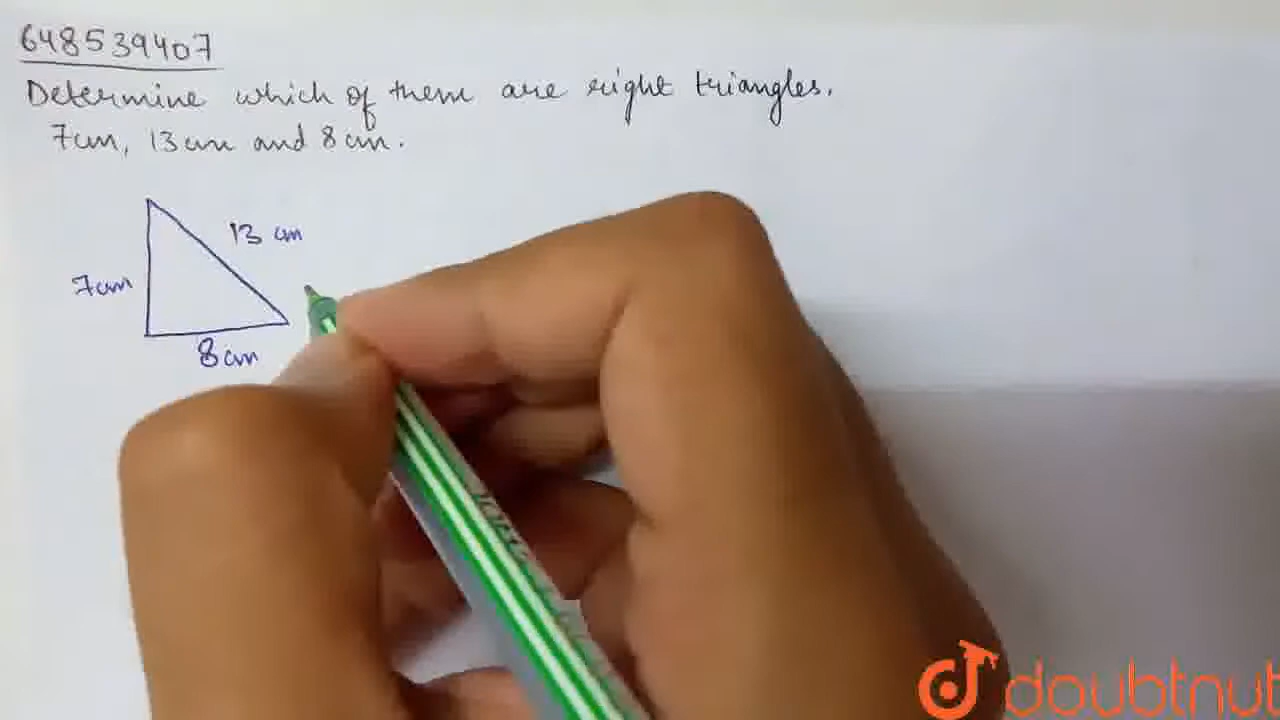 648539407
Determine which of them are right triangles.
7cm, 13cm and 8cm.
13 cm
7cm
8cm
doubtnut